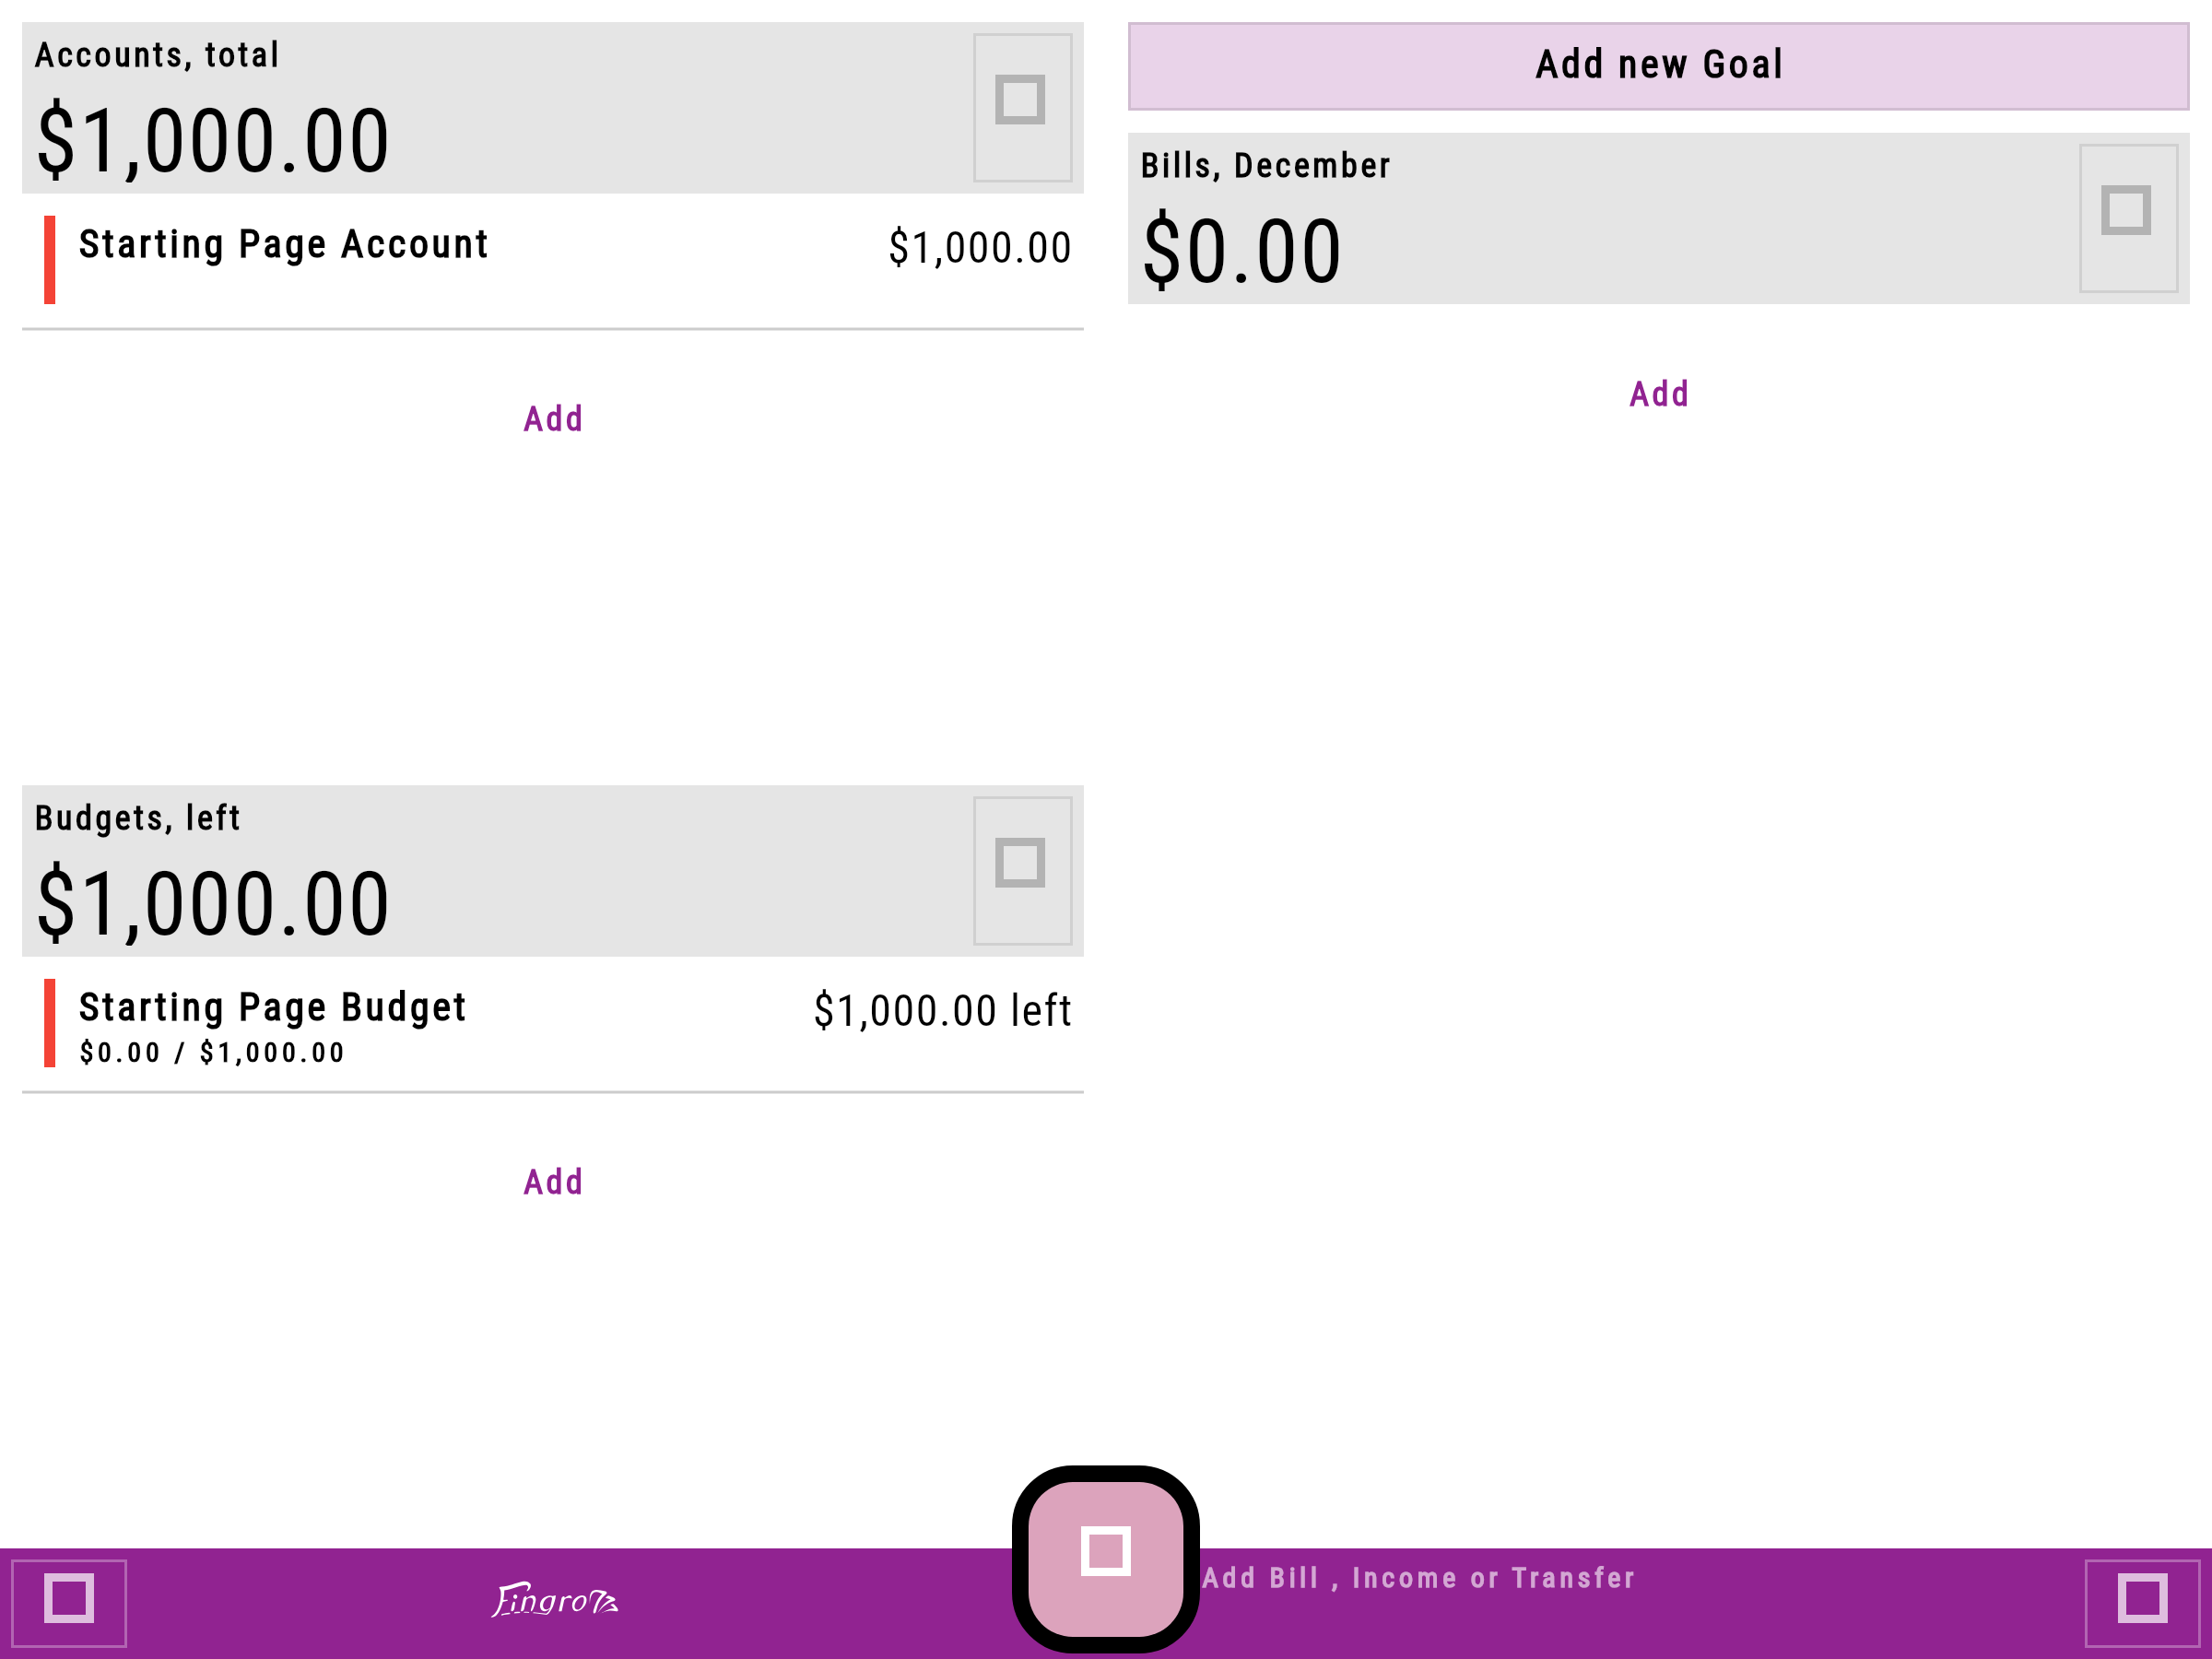 Accounts, total
$1,000.00
Starting Page Account
$1,000.00
Add
Budgets, left
$1,000.00
Starting Page Budget
$1,000.00 left
$0.00 / $1,000.00
Add
Add new Goal
Bills, December
$0.00
Add
Fingro
Add Bill , Income or Transfer